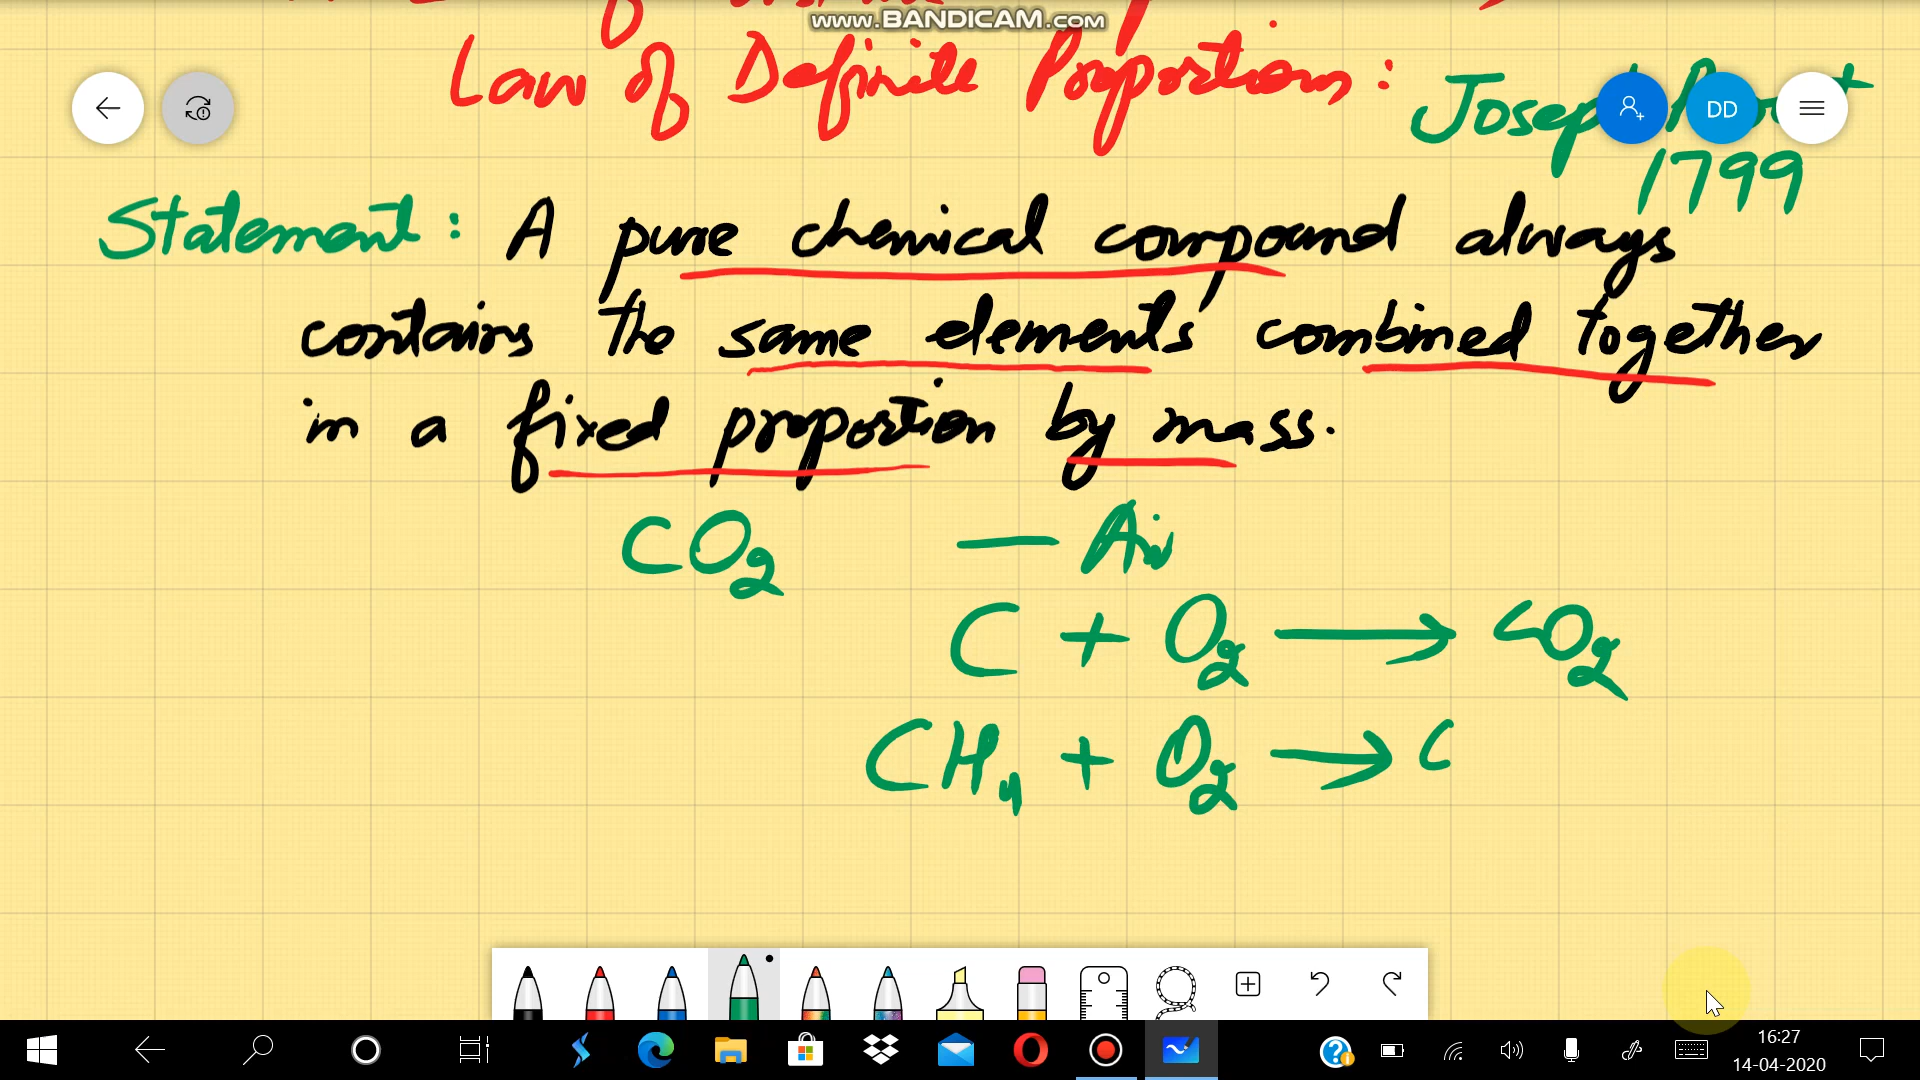 www.BANDICAM.com
Law of Definite Proportions:
Joseph
1799
DD
Statement: A pure chemical compound always
contains the same elements combined together
in a fixed proportion by mass.
CO2 — Air
C + O2 → CO2
CH4 + O2 → C
16:27
14-04-2020